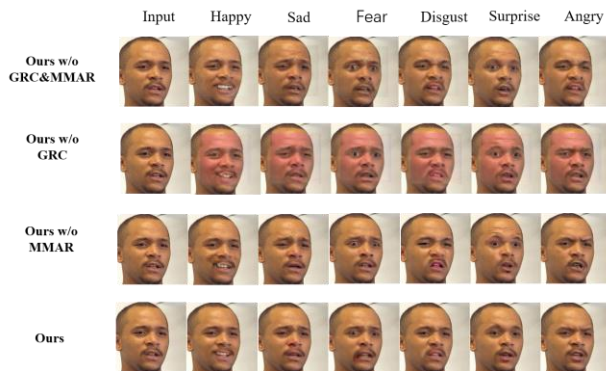 Input Happy Sad Fear Disgust Surprise Angry
Ours w/o
GRC&MMAR
Ours w/o
GRC
Ours w/o
MMAR
Ours